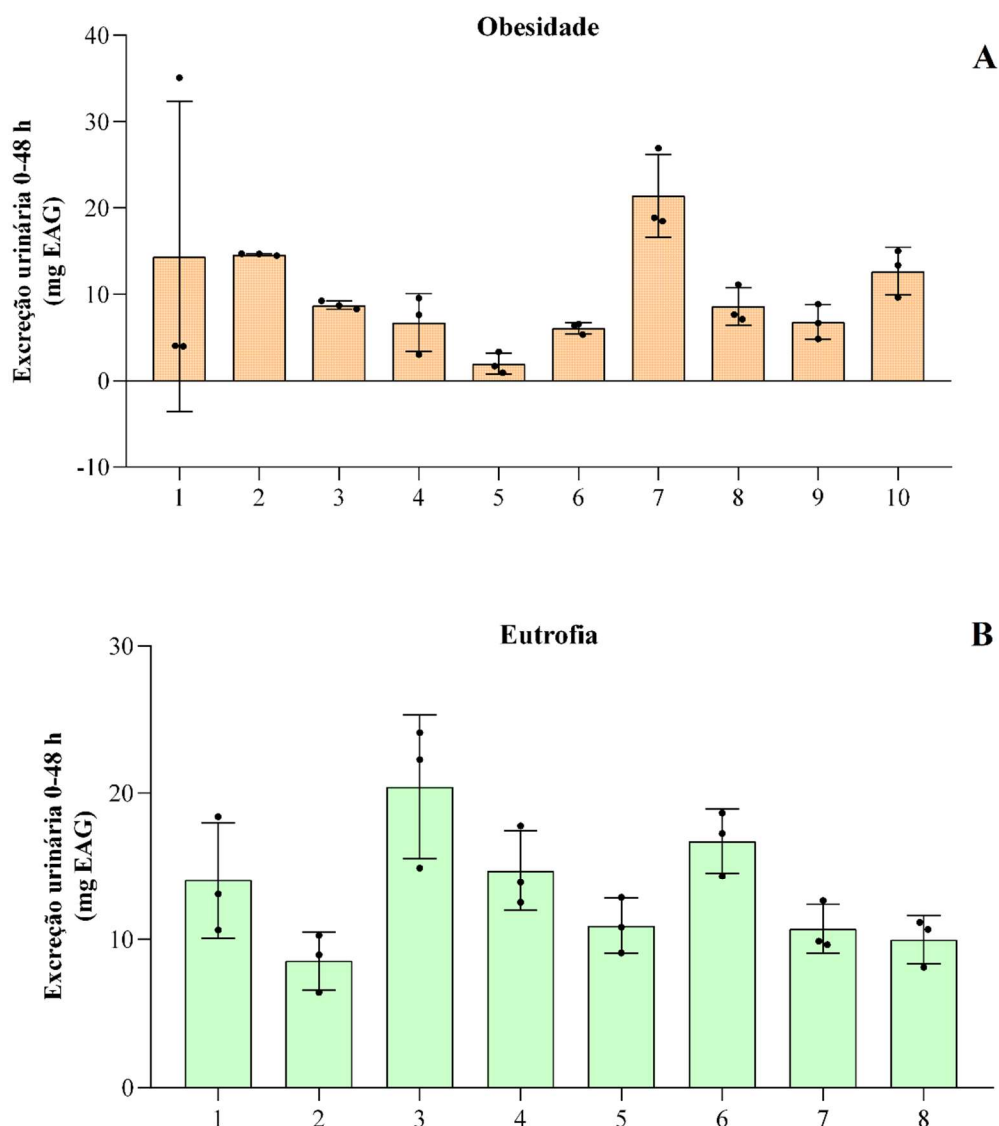 Obesidade
A
Excreção urinária 0-48 h
(mg EAG)
40
30
20
10
0
-10
1 2 3 4 5 6 7 8 9 10
Eutrofia
B
Excreção urinária 0-48 h
(mg EAG)
30
20
10
0
1 2 3 4 5 6 7 8